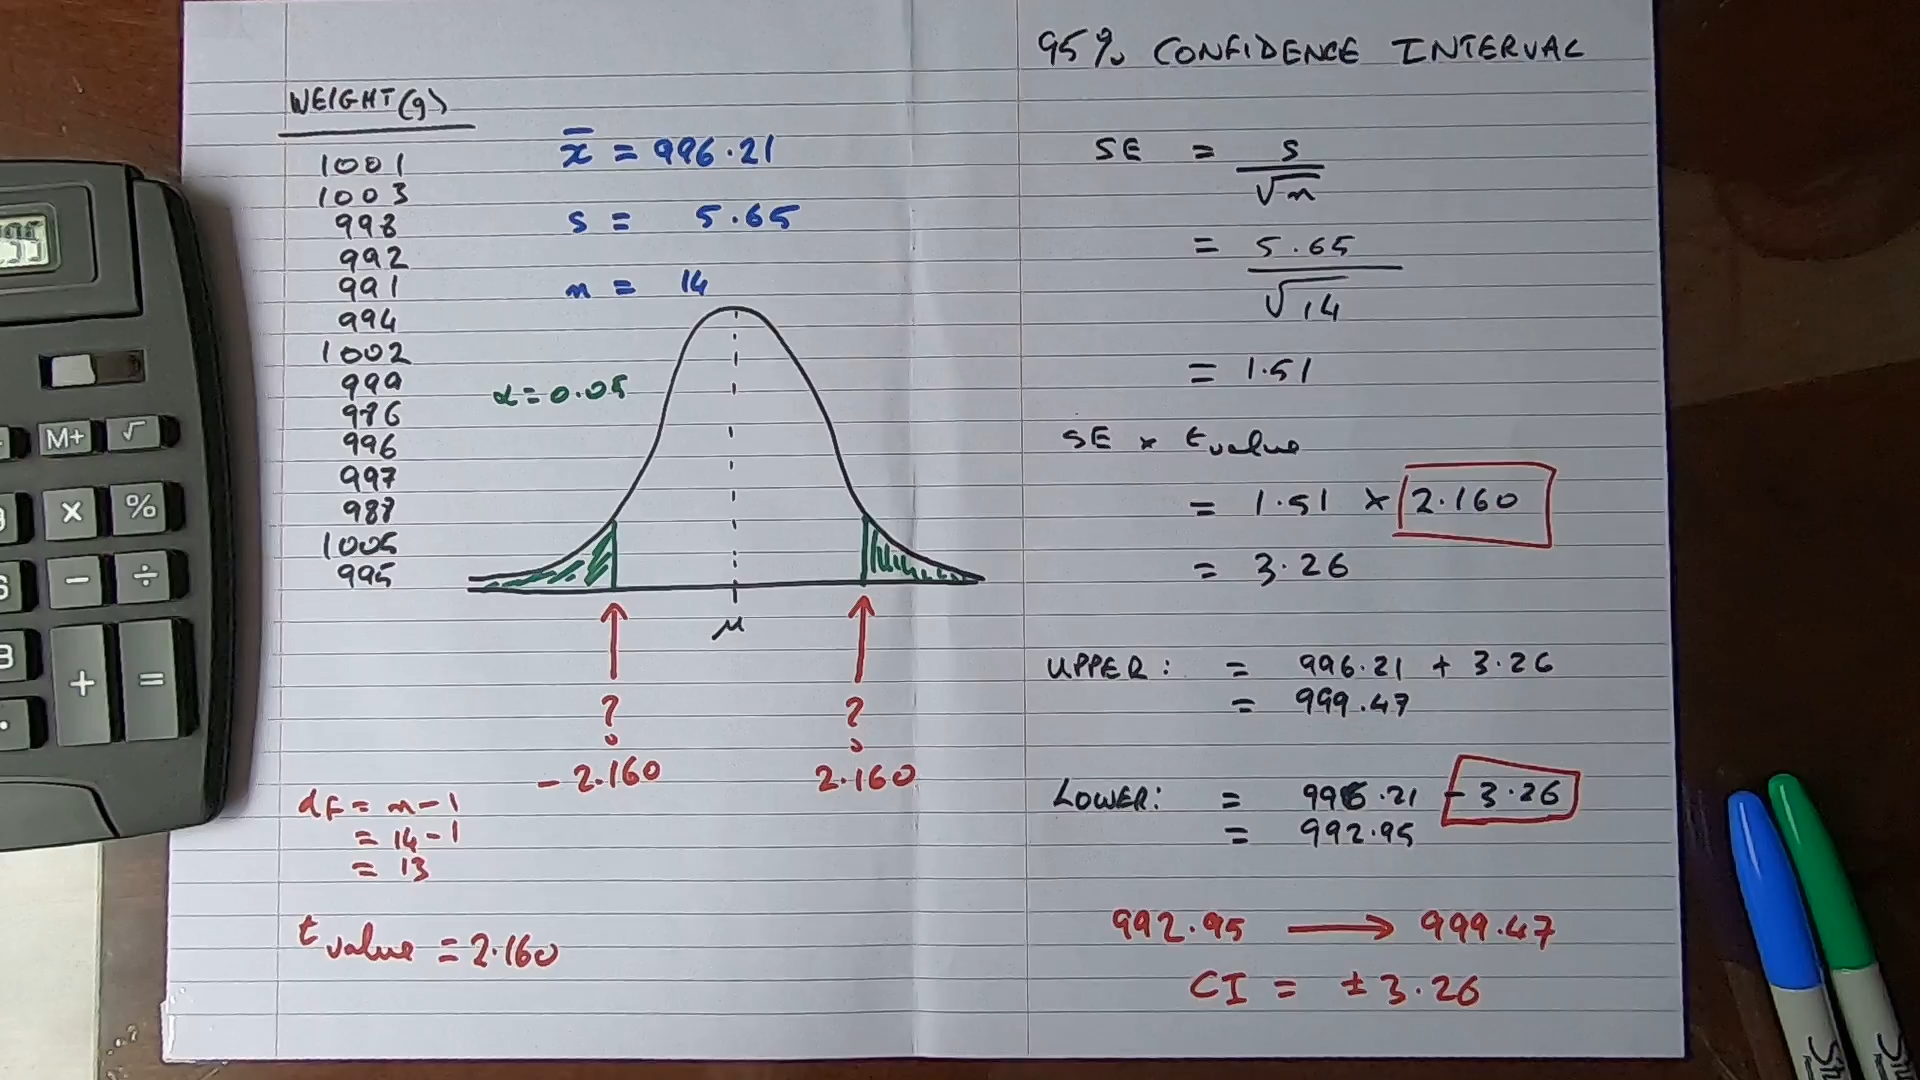 WEIGHT(g)
1001
1003
998
992
991
994
1002
999
986
996
997
988
1005
995
x̄ = 996.21
s = 5.65
n = 14
α = 0.05
μ
? ?
-2.160 2.160
df = n-1
= 14-1
= 13
t value = 2.160
95% CONFIDENCE INTERVAL
SE = s
√n
= 5.65
√14
= 1.51
SE × t value
= 1.51 × 2.160
= 3.26
UPPER: = 996.21 + 3.26
= 999.47
LOWER: = 996.21 - 3.26
= 992.95
992.95 → 999.47
CI = ± 3.26
M+ √
× %
- ÷
+ =